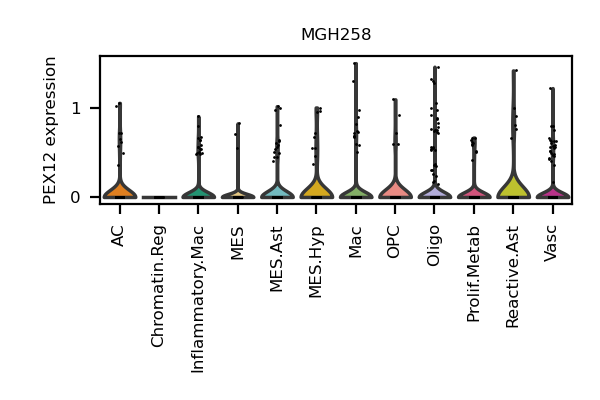 MGH258
PEX12 expression
1
0
AC
Chromatin.Reg
Inflammatory.Mac
MES
MES.Ast
MES.Hyp
Mac
OPC
Oligo
Prolif.Metab
Reactive.Ast
Vasc